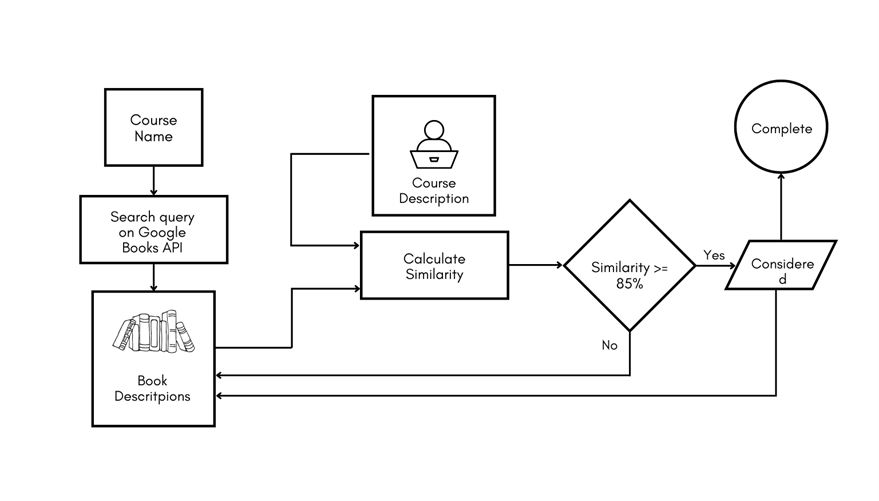 Course
Name
Search query
on Google
Books API
Book
Descritpions
Course
Description
Calculate
Similarity
Similarity >=
85%
Yes
No
Considere
d
Complete